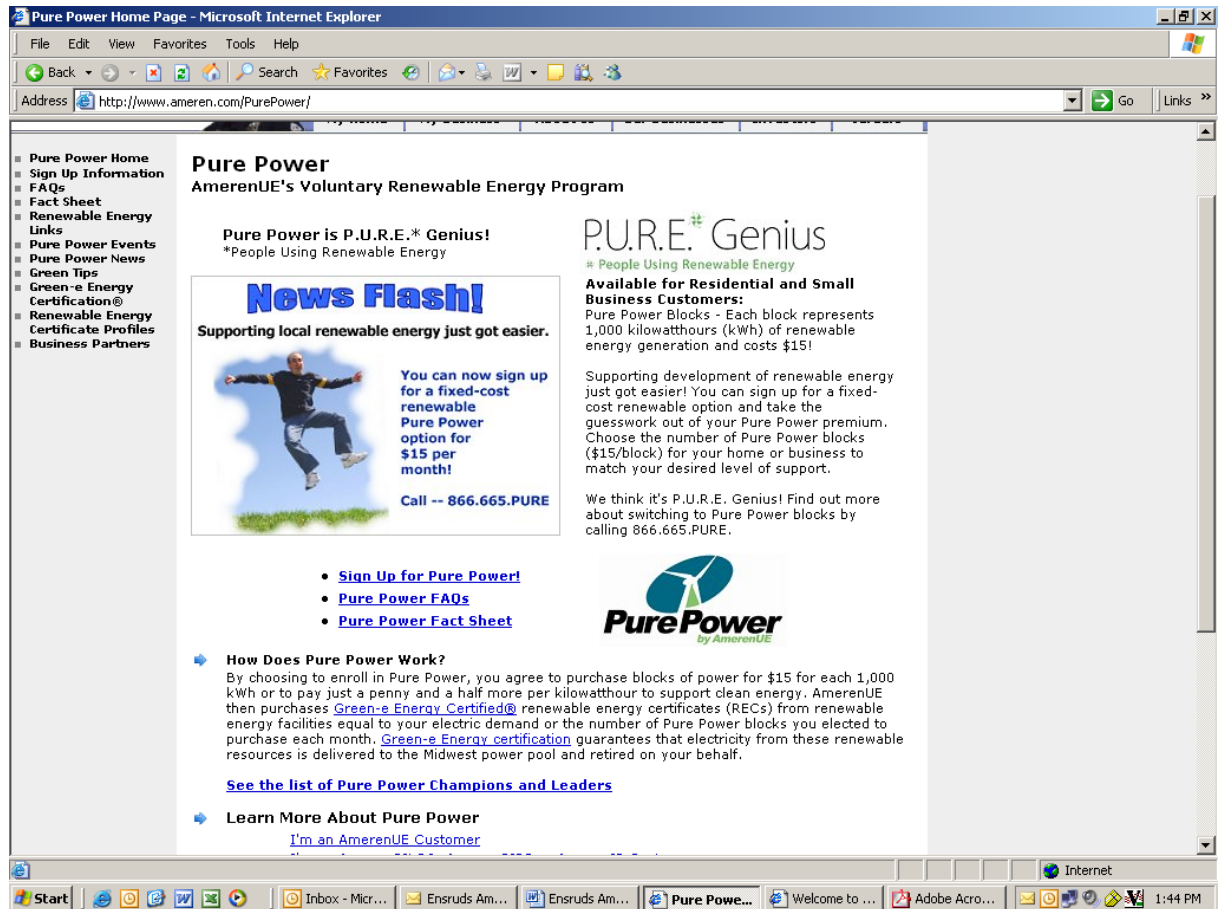 Pure Power Home Page - Microsoft Internet Explorer
File Edit View Favorites Tools Help
Back Search Favorites
Address http://www.ameren.com/PurePower/ Go Links »
Pure Power Home
Sign Up Information
FAQs
Fact Sheet
Renewable Energy
Links
Pure Power Events
Pure Power News
Green Tips
Green-e Energy
Certification®
Renewable Energy
Certificate Profiles
Business Partners
Pure Power
AmerenUE's Voluntary Renewable Energy Program
Pure Power is P.U.R.E.* Genius!
*People Using Renewable Energy
News Flash!
Supporting local renewable energy just got easier.
You can now sign up
for a fixed-cost
renewable
Pure Power
option for
$15 per
month!
Call -- 866.665.PURE
P.U.R.E.* Genius
* People Using Renewable Energy
Available for Residential and Small
Business Customers:
Pure Power Blocks - Each block represents
1,000 kilowatthours (kWh) of renewable
energy generation and costs $15!
Supporting development of renewable energy
just got easier! You can sign up for a fixed-
cost renewable option and take the
guesswork out of your Pure Power premium.
Choose the number of Pure Power blocks
($15/block) for your home or business to
match your desired level of support.
We think it's P.U.R.E. Genius! Find out more
about switching to Pure Power blocks by
calling 866.665.PURE.
Sign Up for Pure Power!
Pure Power FAQs
Pure Power Fact Sheet
PurePower
by AmerenUE
How Does Pure Power Work?
By choosing to enroll in Pure Power, you agree to purchase blocks of power for $15 for each 1,000
kWh or to pay just a penny and a half more per kilowatthour to support clean energy. AmerenUE
then purchases Green-e Energy Certified® renewable energy certificates (RECs) from renewable
energy facilities equal to your electric demand or the number of Pure Power blocks you elected to
purchase each month. Green-e Energy certification guarantees that electricity from these renewable
resources is delivered to the Midwest power pool and retired on your behalf.
See the list of Pure Power Champions and Leaders
Learn More About Pure Power
I'm an AmerenUE Customer
Internet
Start Inbox - Micr... Ensruds Am... Ensruds Am... Pure Powe... Welcome to ... Adobe Acro... 1:44 PM